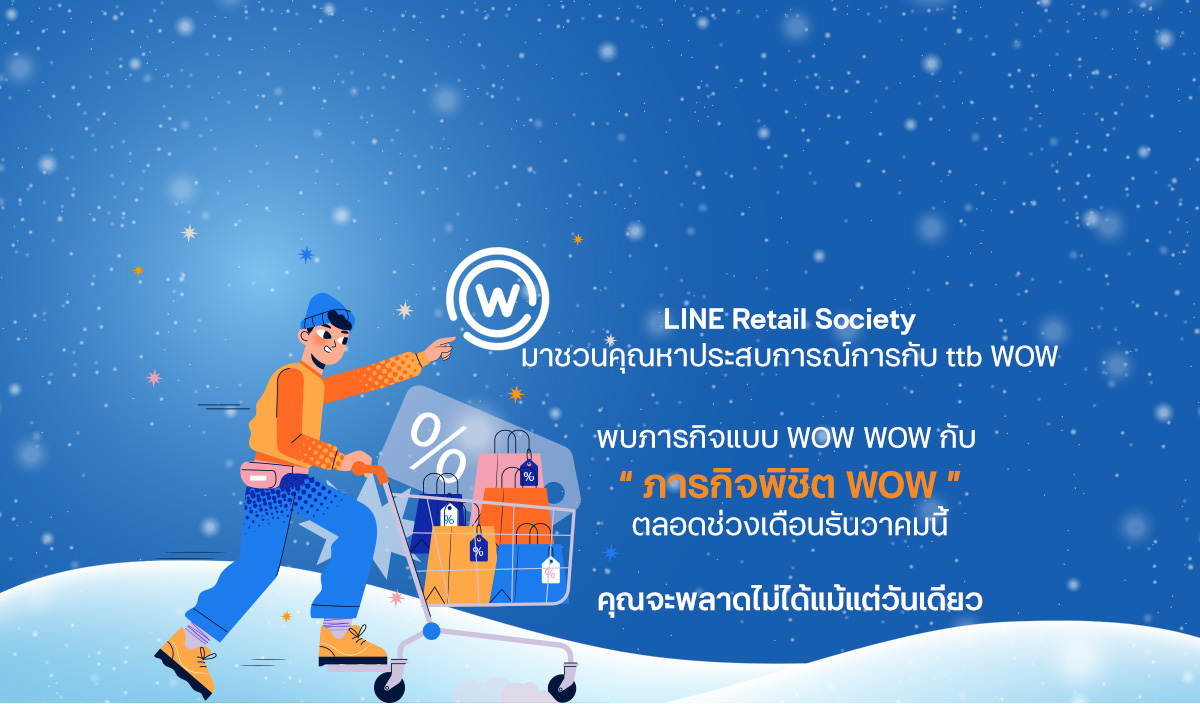 W
LINE Retail Society
มาชวนคุณหาประสบการณ์การกับ ttb WOW
พบภารกิจแบบ WOW WOW กับ
“ ภารกิจพิชิต WOW ”
ตลอดช่วงเดือนธันวาคมนี้
คุณจะพลาดไม่ได้แม้แต่วันเดียว
%
%
%
%
%